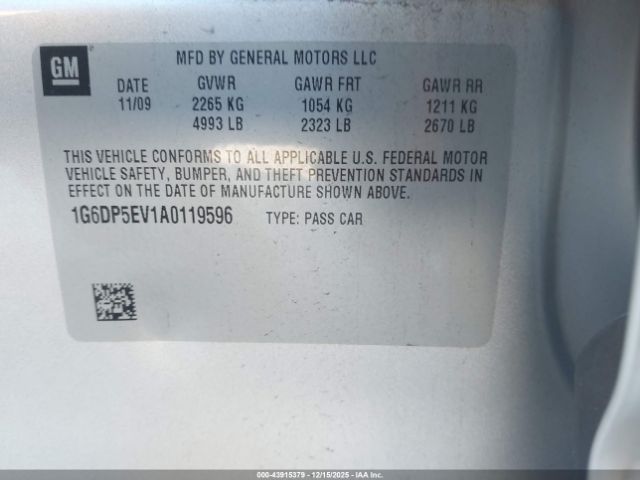 GM
MFD BY GENERAL MOTORS LLC
DATE GVWR GAWR FRT GAWR RR
11/09 2265 KG 1054 KG 1211 KG
4993 LB 2323 LB 2670 LB
THIS VEHICLE CONFORMS TO ALL APPLICABLE U.S. FEDERAL MOTOR
VEHICLE SAFETY, BUMPER, AND THEFT PREVENTION STANDARDS IN
EFFECT ON THE DATE OF MANUFACTURE SHOWN ABOVE.
1G6DP5EV1A0119596 TYPE: PASS CAR
000-43915379 - 12/15/2025 - IAA Inc.